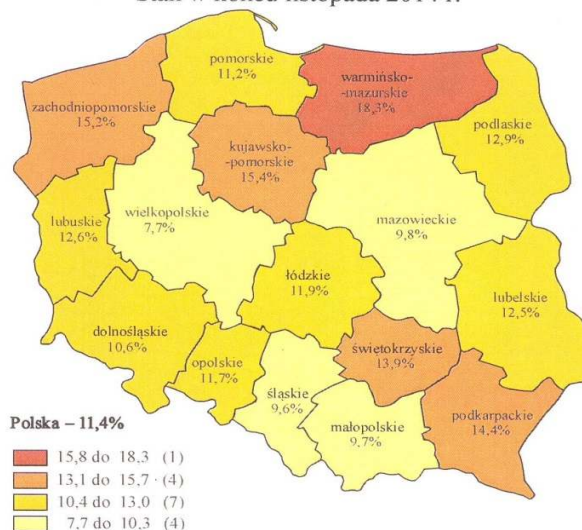 Stan w końcu listopada 2014 r.
pomorskie
11,2%
warmińsko-
-mazurskie
18,3%
zachodniopomorskie
15,2%
podlaskie
12,9%
kujawsko-
-pomorskie
15,4%
lubuskie
12,6%
wielkopolskie
7,7%
mazowieckie
9,8%
łódzkie
11,9%
lubelskie
12,5%
dolnośląskie
10,6%
opolskie
11,7%
świętokrzyskie
13,9%
śląskie
9,6%
małopolskie
9,7%
podkarpackie
14,4%
Polska – 11,4%
15,8 do 18,3 (1)
13,1 do 15,7 (4)
10,4 do 13,0 (7)
7,7 do 10,3 (4)